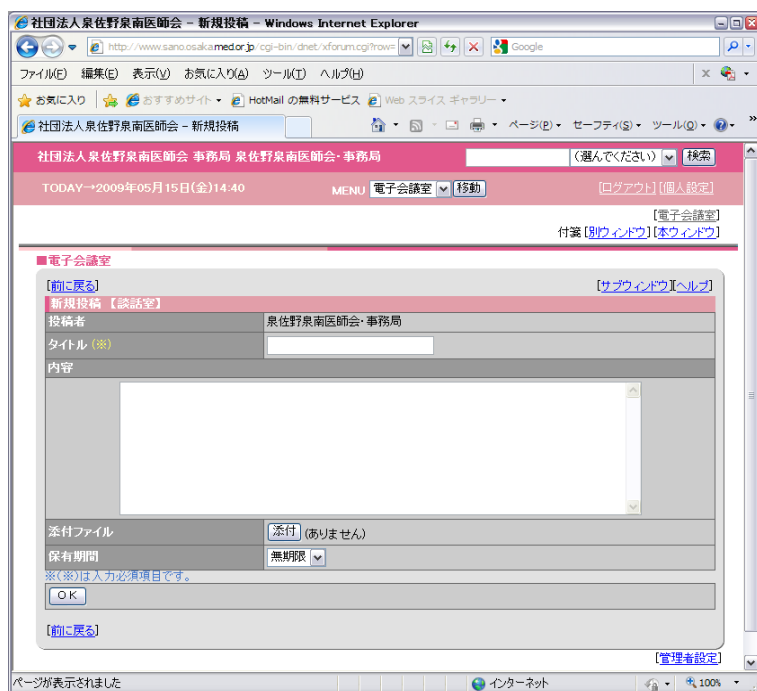 社団法人泉佐野泉南医師会 - 新規投稿 - Windows Internet Explorer
http://www.sano.osaka.med.or.jp/cgi-bin/dnet/xforum.cgi?row= Google
ファイル(F) 編集(E) 表示(V) お気に入り(A) ツール(T) ヘルプ(H)
お気に入り おすすめサイト HotMail の無料サービス Web スライス ギャラリー
社団法人泉佐野泉南医師会 - 新規投稿 ページ(P) セーフティ(S) ツール(O) »
社団法人泉佐野泉南医師会 事務局 泉佐野泉南医師会・事務局 (選んでください) 検索
TODAY→2009年05月15日(金)14:40 MENU 電子会議室 移動 [ログアウト] [個人設定]
[電子会議室]
付箋 [別ウィンドウ] [本ウィンドウ]
■電子会議室
[前に戻る] [サブウィンドウ][ヘルプ]
新規投稿 【談話室】
投稿者 泉佐野泉南医師会・事務局
タイトル (※)
内容
添付ファイル 添付 (ありません)
保有期間 無期限
※(※)は入力必須項目です。
OK
[前に戻る]
[管理者設定]
ページが表示されました インターネット 100%